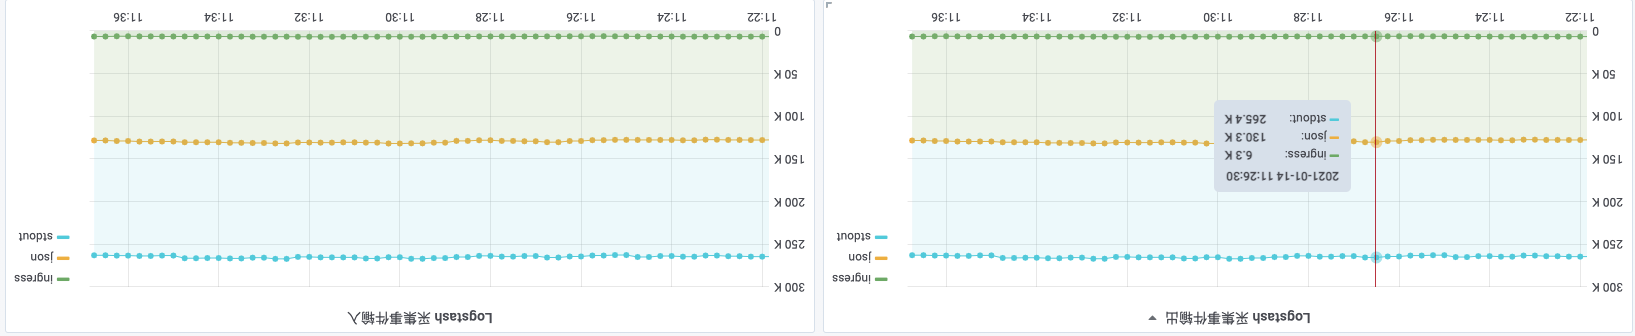 Logstash 采集事件输出
300 K
250 K
200 K
150 K
100 K
50 K
0
11:22 11:24 11:26 11:28 11:30 11:32 11:34 11:36
2021-01-14 11:26:30
ingress: 6.3 K
json: 130.3 K
stdout: 265.4 K
ingress
json
stdout
Logstash 采集事件输入
300 K
250 K
200 K
150 K
100 K
50 K
0
11:22 11:24 11:26 11:28 11:30 11:32 11:34 11:36
ingress
json
stdout